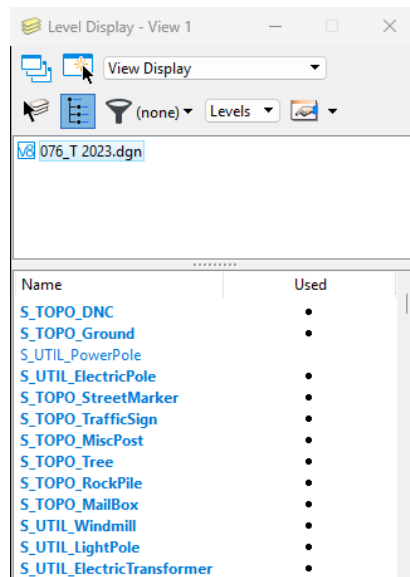 Level Display - View 1
View Display
(none) Levels
V8 076_T 2023.dgn
Name Used
S_TOPO_DNC
S_TOPO_Ground
S_UTIL_PowerPole
S_UTIL_ElectricPole
S_TOPO_StreetMarker
S_TOPO_TrafficSign
S_TOPO_MiscPost
S_TOPO_Tree
S_TOPO_RockPile
S_TOPO_MailBox
S_UTIL_Windmill
S_UTIL_LightPole
S_UTIL_ElectricTransformer